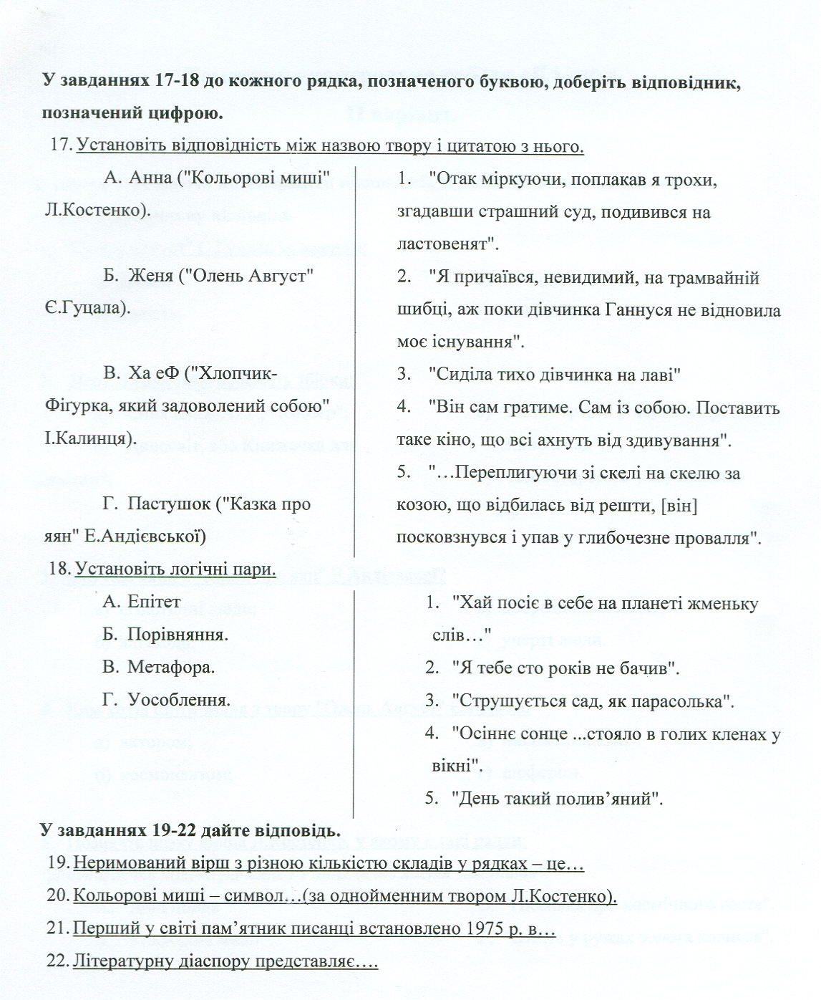 У завданнях 17-18 до кожного рядка, позначеного буквою, доберіть відповідник,
позначений цифрою.
17. Установіть відповідність між назвою твору і цитатою з нього.
А. Анна ("Кольорові миші"
Л.Костенко).
Б. Женя ("Олень Август"
Є.Гуцала).
В. Ха еФ ("Хлопчик-
Фіґурка, який задоволений собою"
І.Калинця).
Г. Пастушок ("Казка про
яян" Е.Андієвської)
1. "Отак міркуючи, поплакав я трохи,
згадавши страшний суд, подивився на
ластовенят".
2. "Я причаївся, невидимий, на трамвайній
шибці, аж поки дівчинка Ганнуся не відновила
моє існування".
3. "Сиділа тихо дівчинка на лаві"
4. "Він сам гратиме. Сам із собою. Поставить
таке кіно, що всі ахнуть від здивування".
5. "…Переплигуючи зі скелі на скелю за
козою, що відбилась від решти, [він]
посковзнувся і упав у глибочезне провалля".
18. Установіть логічні пари.
А. Епітет
Б. Порівняння.
В. Метафора.
Г. Уособлення.
1. "Хай посіє в себе на планеті жменьку
слів…"
2. "Я тебе сто років не бачив".
3. "Струшується сад, як парасолька".
4. "Осіннє сонце ...стояло в голих кленах у
вікні".
5. "День такий полив’яний".
У завданнях 19-22 дайте відповідь.
19. Неримований вірш з різною кількістю складів у рядках – це…
20. Кольорові миші – символ…(за однойменним твором Л.Костенко).
21. Перший у світі пам’ятник писанці встановлено 1975 р. в…
22. Літературну діаспору представляє….